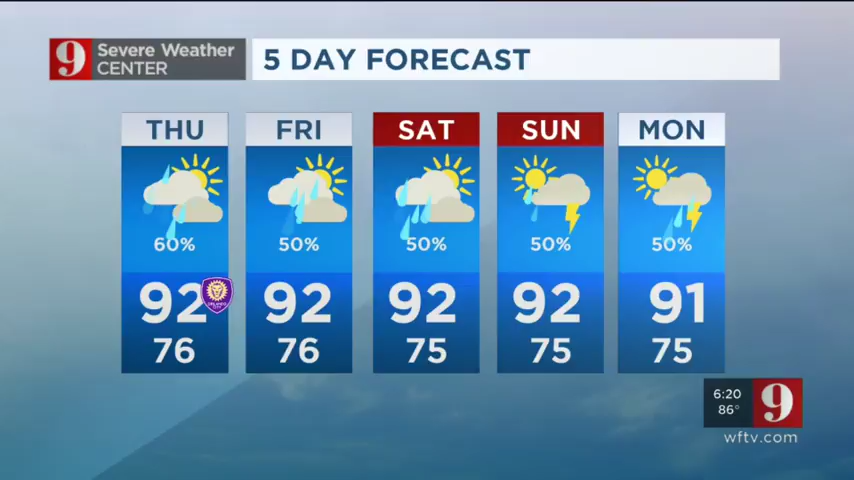 9 Severe Weather
CENTER
5 DAY FORECAST
THU FRI SAT SUN MON
60% 50% 50% 50% 50%
92 92 92 92 91
ORLANDO
76 76 75 75 75
6:20
86°
9
wftv.com